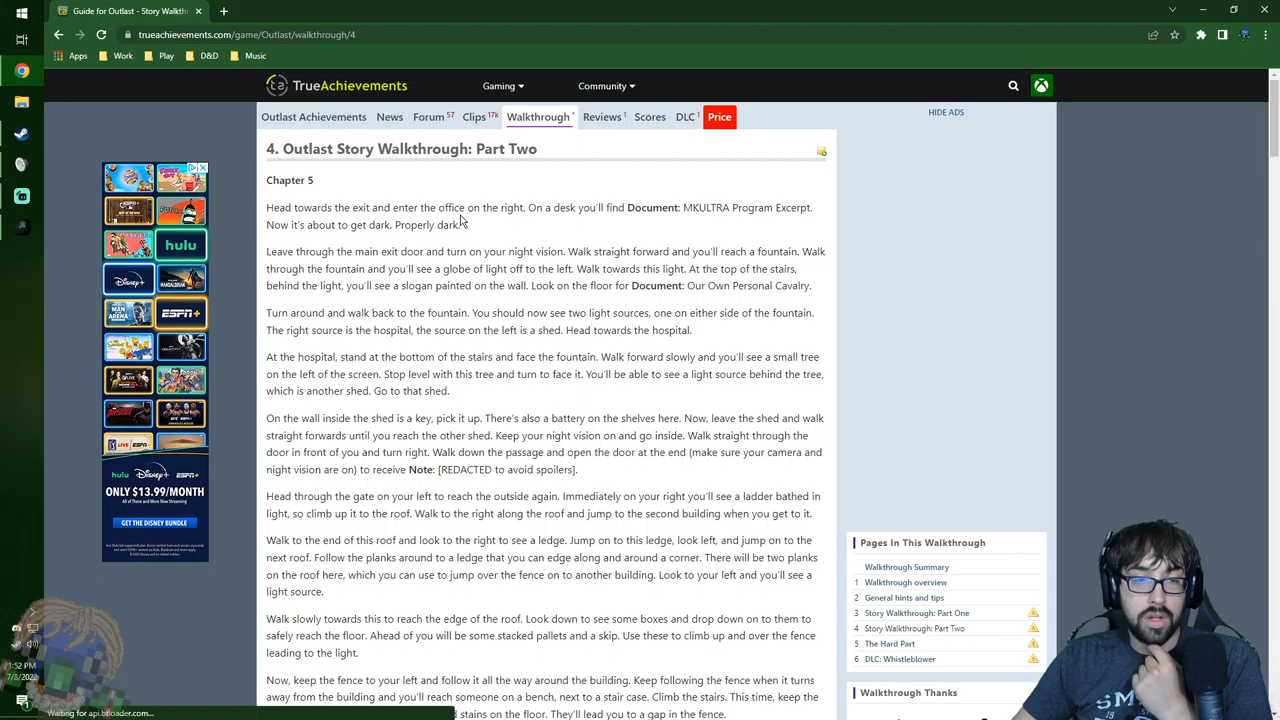 Story Walkthrough: Part Two - Out
trueachievements.com/game/Outlast/walkthrough/4
Apps Work Play D&D Music
TrueAchievements Gaming Community
Outlast Achievements News Forum 57 Clips 17k Walkthrough * Reviews 1 Scores DLC 1 Price
HIDE ADS
4. Outlast Story Walkthrough: Part Two
Chapter 5
Head towards the exit and enter the office on the right. On a desk you'll find Document: MKULTRA Program Excerpt.
Now it's about to get dark. Properly dark.
Leave through the main exit door and turn on your night vision. Walk straight forward and you'll reach a fountain. Walk
through the fountain and you'll see a globe of light off to the left. Walk towards this light. At the top of the stairs,
behind the light, you'll see a slogan painted on the wall. Look on the floor for Document: Our Own Personal Cavalry.
Turn around and walk back to the fountain. You should now see two light sources, one on either side of the fountain.
The right source is the hospital, the source on the left is a shed. Head towards the hospital.
At the hospital, stand at the bottom of the stairs and face the fountain. Walk forward slowly and you'll see a small tree
on the left of the screen. Stop level with this tree and turn to face it. You'll be able to see a light source behind the tree,
which is another shed. Go to that shed.
On the wall inside the shed is a key, pick it up. There's also a battery on the shelves here. Now, leave the shed and walk
straight forwards until you reach the other shed. Keep your night vision on and go inside. Walk straight through the
door in front of you and turn right. Walk down the passage and open the door at the end (make sure your camera and
night vision are on) to receive Note: [REDACTED to avoid spoilers].
Head through the gate on your left to reach the outside again. Immediately on your right you'll see a ladder bathed in
light, so climb up it to the roof. Walk to the right along the roof and jump to the second building when you get to it.
Walk to the end of this roof and look to the right to see a ledge. Jump on to this ledge, look left, and jump on to the
next roof. Follow the planks around to a ledge that you can edge along and around a corner. There will be two planks
on the roof here, which you can use to jump over the fence on to another building. Look to your left and you'll see a
light source.
Walk slowly towards this to reach the edge of the roof. Look down to see some boxes and drop down on to them to
safely reach the floor. Ahead of you will be some stacked pallets and a skip. Use these to climb up and over the fence
leading to the light.
Now, keep the fence to your left and follow it all the way around the building. Keep following the fence when it turns
away from the building and you'll reach someone on a bench, next to a stair case. Climb the stairs. This time, keep the
d stains on the floor. They'll lead you to a gap in the fence.
hulu
Disney+
ESPN+
MAN
ARENA
ESPN+
hulu Disney+ ESPN+
ONLY $13.99/MONTH
GET THE DISNEY BUNDLE
Pages In This Walkthrough
Walkthrough Summary
1 Walkthrough overview
2 General hints and tips
3 Story Walkthrough: Part One
4 Story Walkthrough: Part Two
5 The Hard Part
6 DLC: Whistleblower
Walkthrough Thanks
1:52 PM
7/8/2022
Waiting for api.btloader.com...
SM